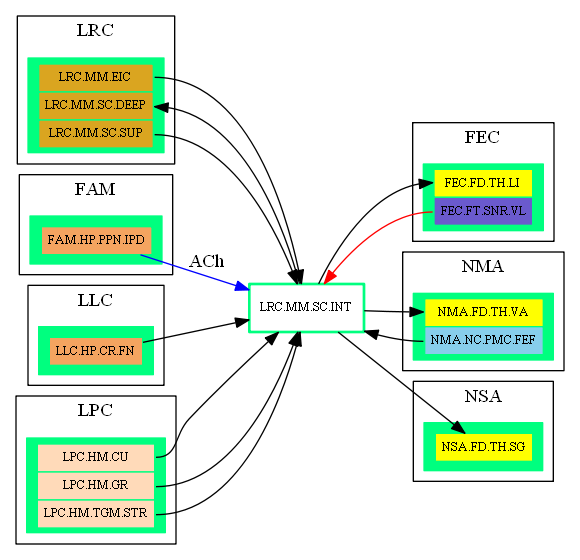 LRC
LRC.MM.EIC
LRC.MM.SC.DEEP
LRC.MM.SC.SUP
FAM
FAM.HP.PPN.IPD
ACh
LLC
LLC.HP.CR.FN
LPC
LPC.HM.CU
LPC.HM.GR
LPC.HM.TGM.STR
LRC.MM.SC.INT
FEC
FEC.FD.TH.LI
FEC.FT.SNR.VL
NMA
NMA.FD.TH.VA
NMA.NC.PMC.FEF
NSA
NSA.FD.TH.SG